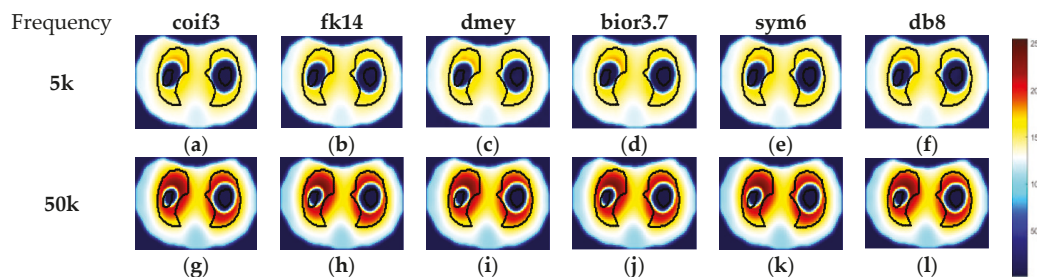 Frequency coif3 fk14 dmey bior3.7 sym6 db8
5k
(a) (b) (c) (d) (e) (f)
50k
(g) (h) (i) (j) (k) (l)